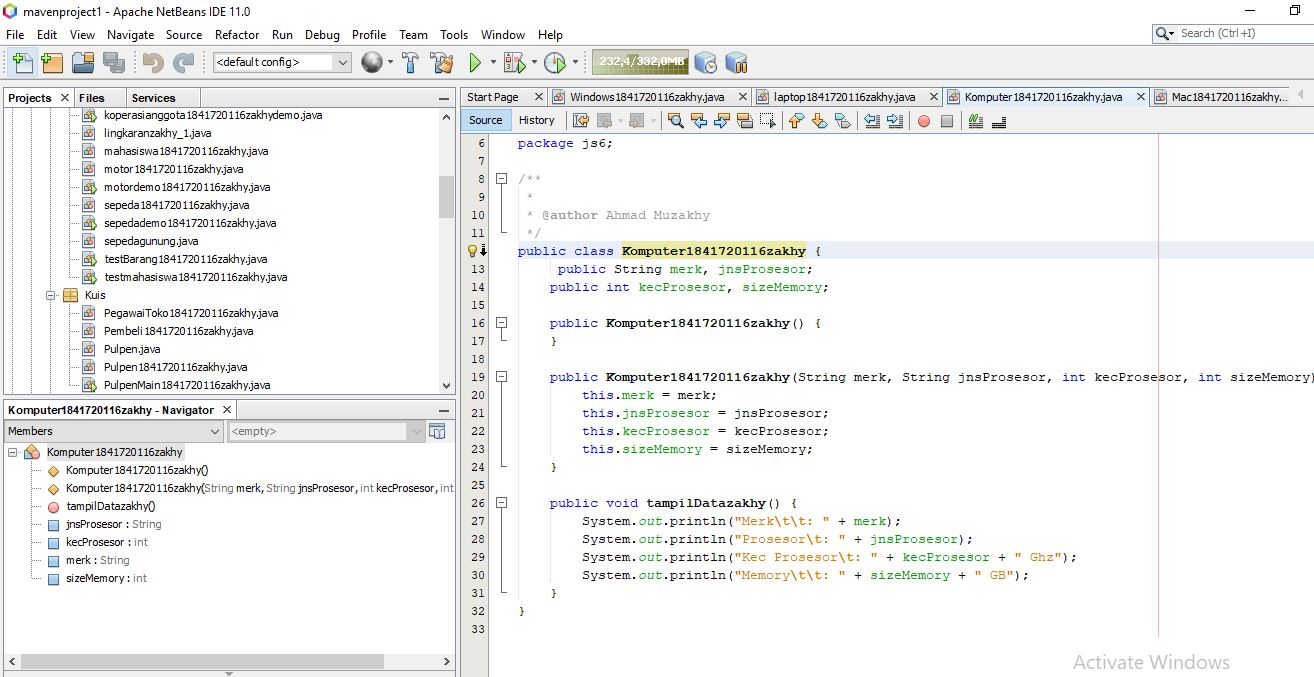 mavenproject1 - Apache NetBeans IDE 11.0
File Edit View Navigate Source Refactor Run Debug Profile Team Tools Window Help
Search (Ctrl+I)
<default config>
232,4/332,0MB
Projects Files Services
koperasianggota1841720116zakhydemo.java
lingkaranzakhy_1.java
mahasiswa1841720116zakhy.java
motor1841720116zakhy.java
motordemo1841720116zakhy.java
sepeda1841720116zakhy.java
sepedademo1841720116zakhy.java
sepedagunung.java
testBarang1841720116zakhy.java
testmahasiswa1841720116zakhy.java
Kuis
PegawaiToko1841720116zakhy.java
Pembeli1841720116zakhy.java
Pulpen.java
Pulpen1841720116zakhy.java
PulpenMain1841720116zakhy.java
Komputer1841720116zakhy - Navigator
Members
<empty>
Komputer1841720116zakhy
Komputer1841720116zakhy()
Komputer1841720116zakhy(String merk, String jnsProsesor, int kecProsesor, int
tampilDatazakhy()
jnsProsesor : String
kecProsesor : int
merk : String
sizeMemory : int
Start Page Windows1841720116zakhy.java laptop1841720116zakhy.java Komputer1841720116zakhy.java Mac1841720116zakhy...
Source History
6 package js6;
7
8 /**
9 *
10 * @author Ahmad Muzakhy
11 */
public class Komputer1841720116zakhy {
13 public String merk, jnsProsesor;
14 public int kecProsesor, sizeMemory;
15
16 public Komputer1841720116zakhy() {
17 }
18
19 public Komputer1841720116zakhy(String merk, String jnsProsesor, int kecProsesor, int sizeMemory)
20 this.merk = merk;
21 this.jnsProsesor = jnsProsesor;
22 this.kecProsesor = kecProsesor;
23 this.sizeMemory = sizeMemory;
24 }
25
26 public void tampilDatazakhy() {
27 System.out.println("Merk\t\t: " + merk);
28 System.out.println("Prosesor\t: " + jnsProsesor);
29 System.out.println("Kec Prosesor\t: " + kecProsesor + " Ghz");
30 System.out.println("Memory\t\t: " + sizeMemory + " GB");
31 }
32 }
33
Activate Windows